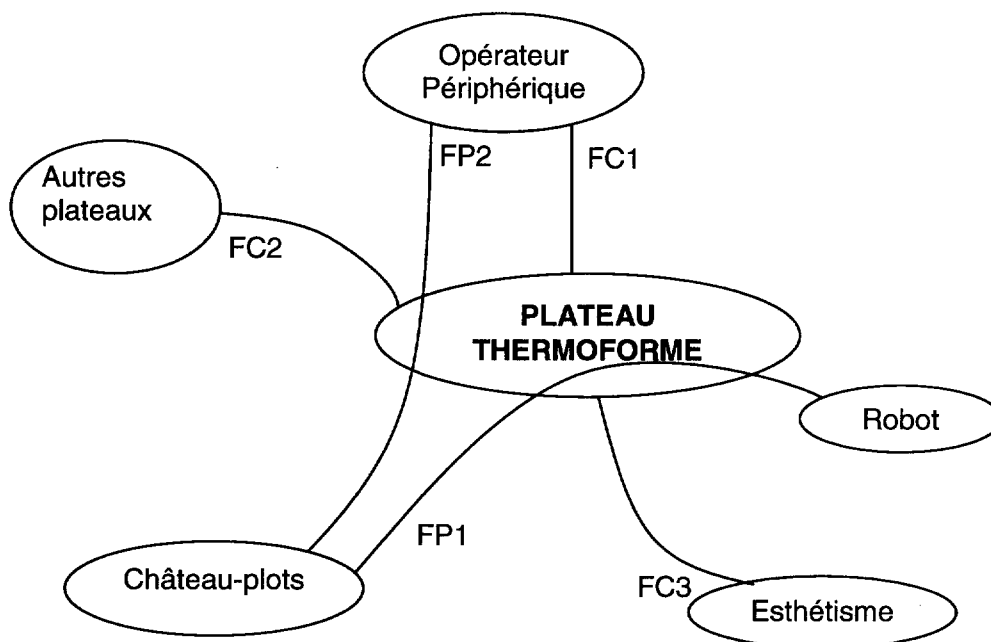 Opérateur
Périphérique
FP2
FC1
Autres
plateaux
FC2
PLATEAU
THERMOFORME
Robot
FP1
Château-plots
FC3
Esthétisme